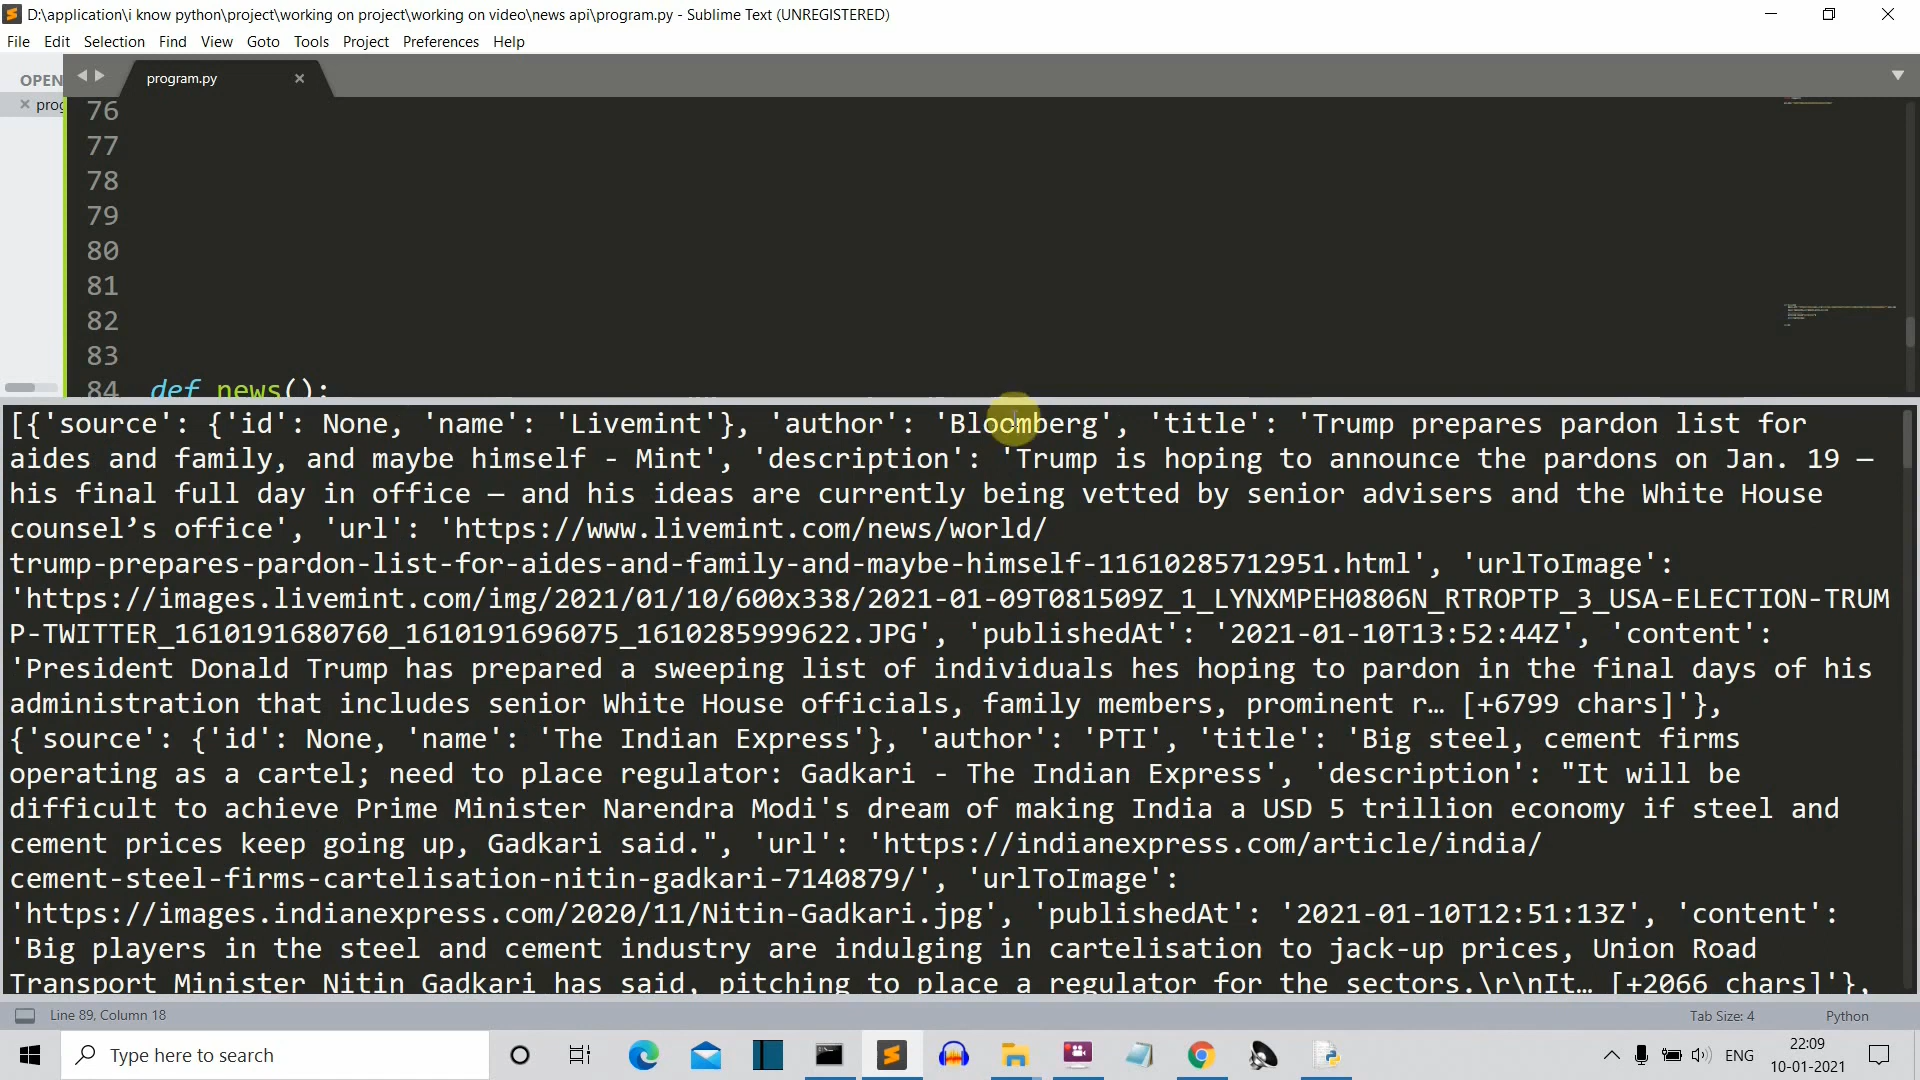 D:\application\i know python\project\working on project\working on video\news api\program.py - Sublime Text (UNREGISTERED)
File Edit Selection Find View Goto Tools Project Preferences Help
OPEN
program.py
prog
76
77
78
79
80
81
82
83
84 def news():
[{'source': {'id': None, 'name': 'Livemint'}, 'author': 'Bloomberg', 'title': 'Trump prepares pardon list for
aides and family, and maybe himself - Mint', 'description': 'Trump is hoping to announce the pardons on Jan. 19 —
his final full day in office — and his ideas are currently being vetted by senior advisers and the White House
counsel’s office', 'url': 'https://www.livemint.com/news/world/
trump-prepares-pardon-list-for-aides-and-family-and-maybe-himself-11610285712951.html', 'urlToImage':
'https://images.livemint.com/img/2021/01/10/600x338/2021-01-09T081509Z_1_LYNXMPEH0806N_RTROPTP_3_USA-ELECTION-TRUM
P-TWITTER_1610191680760_1610191696075_1610285999622.JPG', 'publishedAt': '2021-01-10T13:52:44Z', 'content':
'President Donald Trump has prepared a sweeping list of individuals hes hoping to pardon in the final days of his
administration that includes senior White House officials, family members, prominent r… [+6799 chars]'},
{'source': {'id': None, 'name': 'The Indian Express'}, 'author': 'PTI', 'title': 'Big steel, cement firms
operating as a cartel; need to place regulator: Gadkari - The Indian Express', 'description': "It will be
difficult to achieve Prime Minister Narendra Modi's dream of making India a USD 5 trillion economy if steel and
cement prices keep going up, Gadkari said.", 'url': 'https://indianexpress.com/article/india/
cement-steel-firms-cartelisation-nitin-gadkari-7140879/', 'urlToImage':
'https://images.indianexpress.com/2020/11/Nitin-Gadkari.jpg', 'publishedAt': '2021-01-10T12:51:13Z', 'content':
'Big players in the steel and cement industry are indulging in cartelisation to jack-up prices, Union Road
Transport Minister Nitin Gadkari has said, pitching to place a regulator for the sectors.\r\nIt… [+2066 chars]'},
Line 89, Column 18 Tab Size: 4 Python
Type here to search
ENG
22:09
10-01-2021